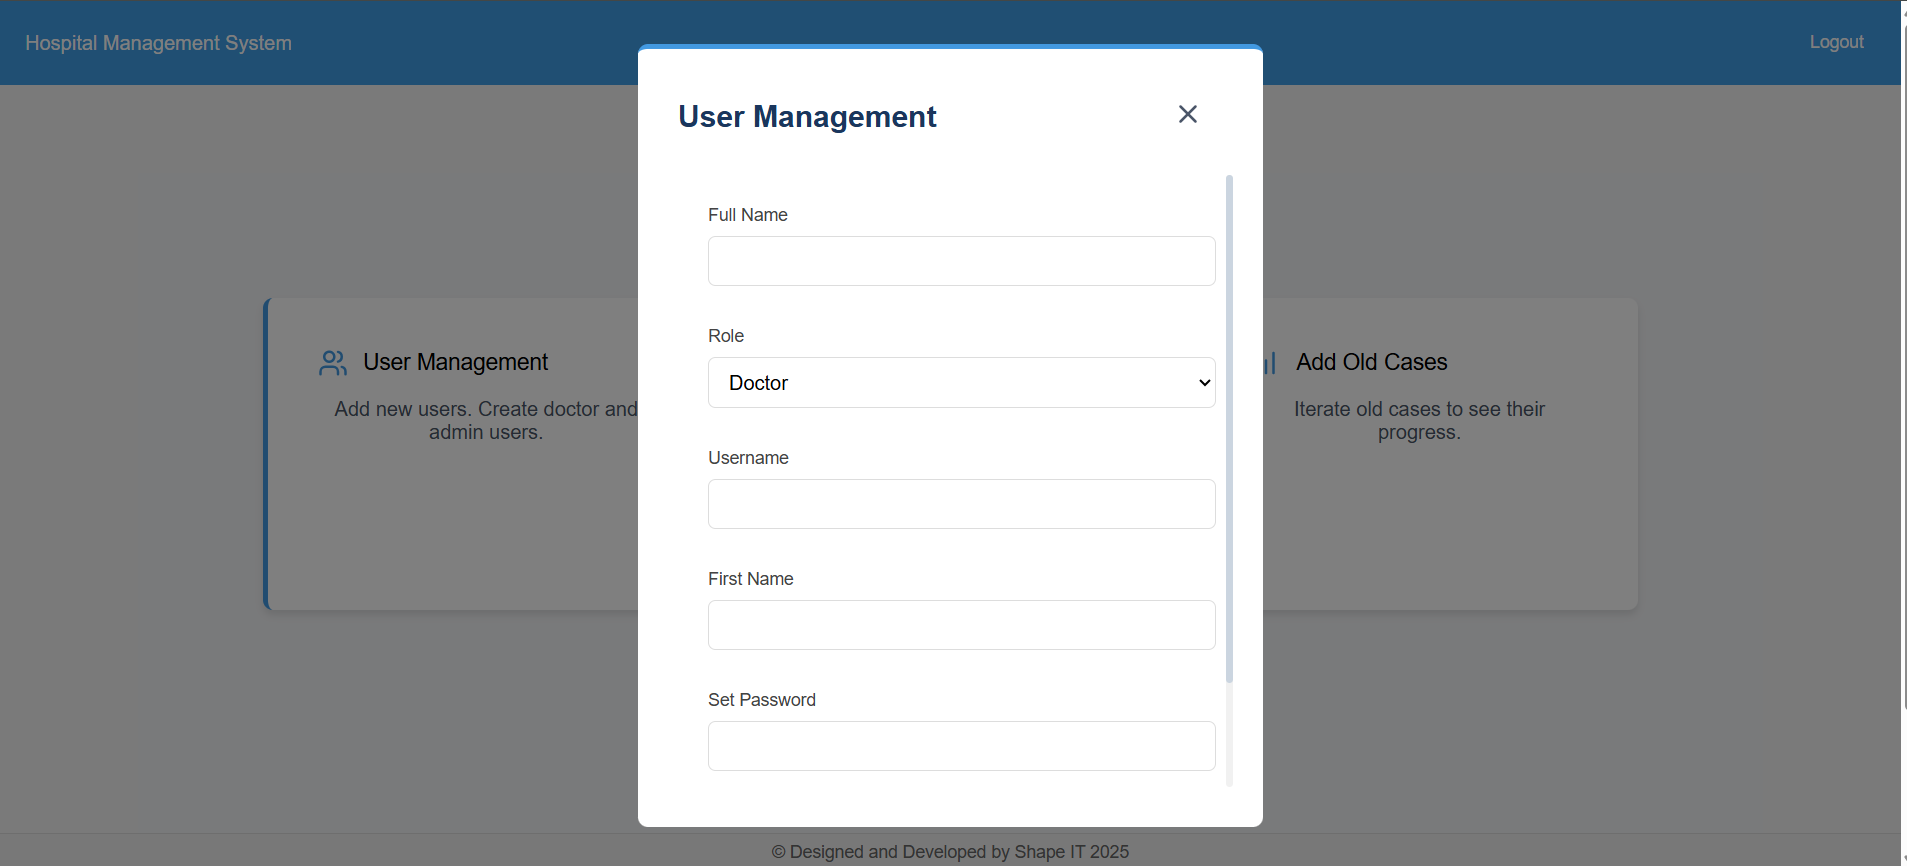 Hospital Management System
Logout
User Management
Full Name
Role
Doctor
Username
First Name
Set Password
User Management
Add new users. Create doctor and
admin users.
Add Old Cases
Iterate old cases to see their
progress.
© Designed and Developed by Shape IT 2025